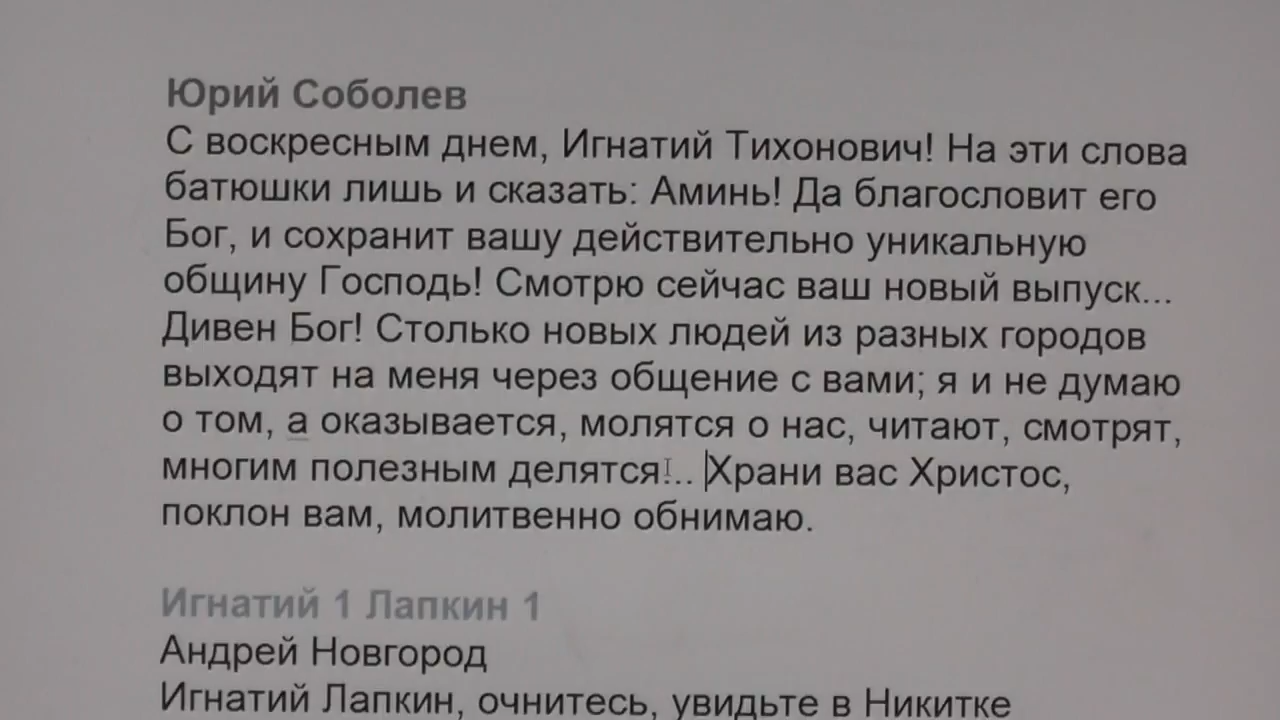 Юрий Соболев
С воскресным днем, Игнатий Тихонович! На эти слова
батюшки лишь и сказать: Аминь! Да благословит его
Бог, и сохранит вашу действительно уникальную
общину Господь! Смотрю сейчас ваш новый выпуск...
Дивен Бог! Столько новых людей из разных городов
выходят на меня через общение с вами; я и не думаю
о том, а оказывается, молятся о нас, читают, смотрят,
многим полезным делятся!.. Храни вас Христос,
поклон вам, молитвенно обнимаю.
Игнатий 1 Лапкин 1
Андрей Новгород
Игнатий Лапкин, очнитесь, увидьте в Никитке